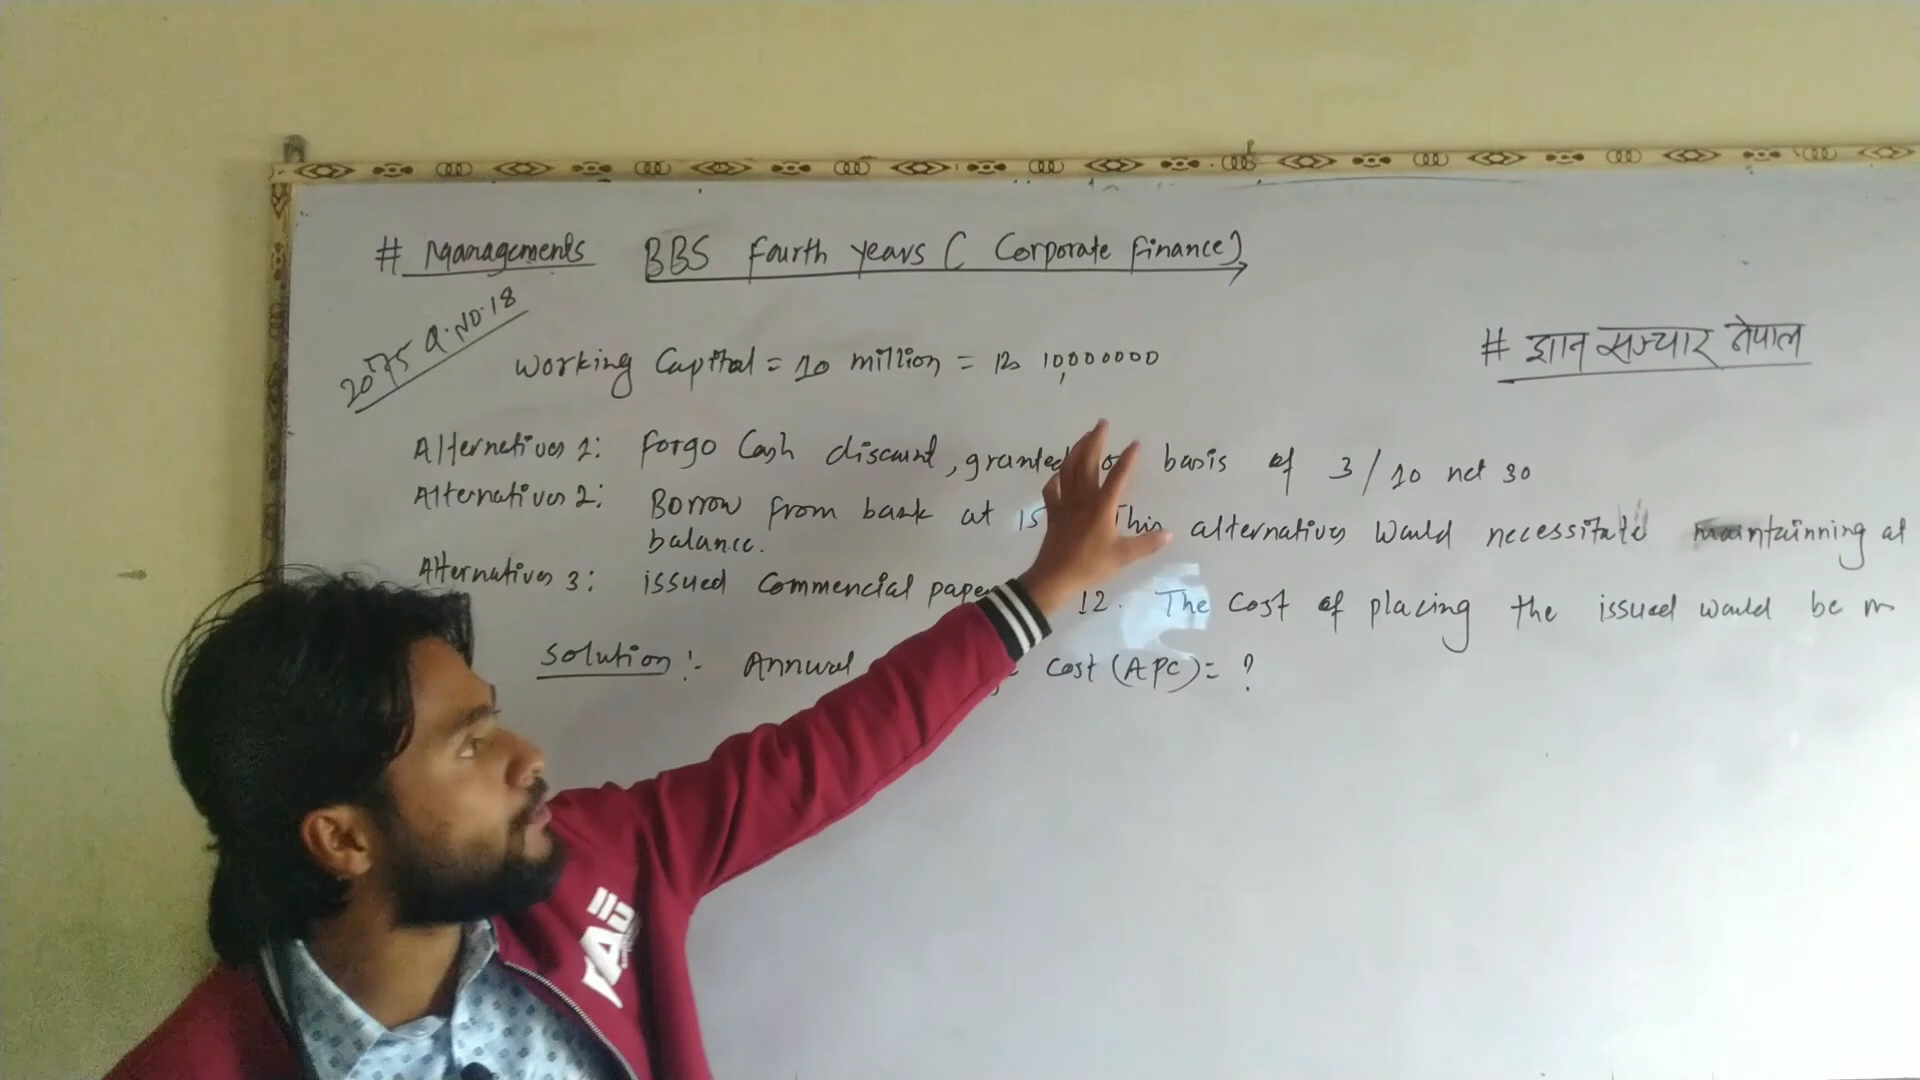 # Managements BBS Fourth years ( Corporate Finance)
2075 Q.NO.18
Working Capital = 10 million = Rs 10,000000
# ज्ञान सञ्चार नेपाल
Alternatives 1: Forgo Cash discount, granted on basis of 3/10 net 30
Alternatives 2: Borrow from bank at 15 This alternatives Would necessitate maintainning at
balance.
Alternatives 3: issued Commencial paper 12. The Cost of placing the issued would be
Solution:- Annual Cost (APC) = ?